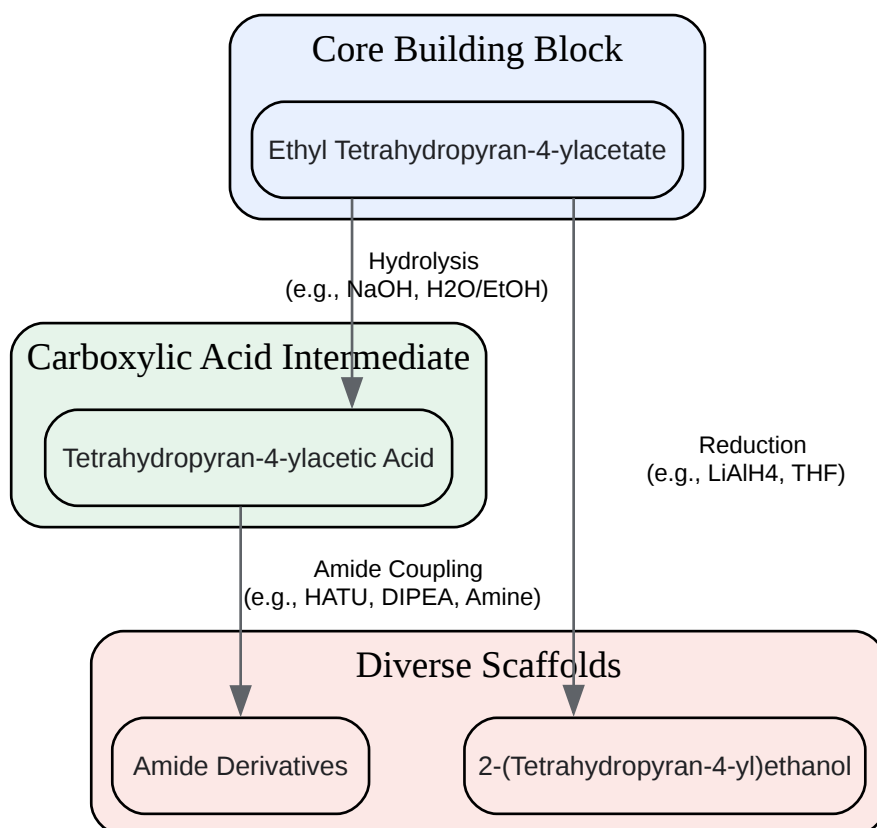 Core Building Block
Ethyl Tetrahydropyran-4-ylacetate
Hydrolysis
(e.g., NaOH, H2O/EtOH)
Carboxylic Acid Intermediate
Tetrahydropyran-4-ylacetic Acid
Reduction
(e.g., LiAlH4, THF)
Amide Coupling
(e.g., HATU, DIPEA, Amine)
Diverse Scaffolds
Amide Derivatives
2-(Tetrahydropyran-4-yl)ethanol